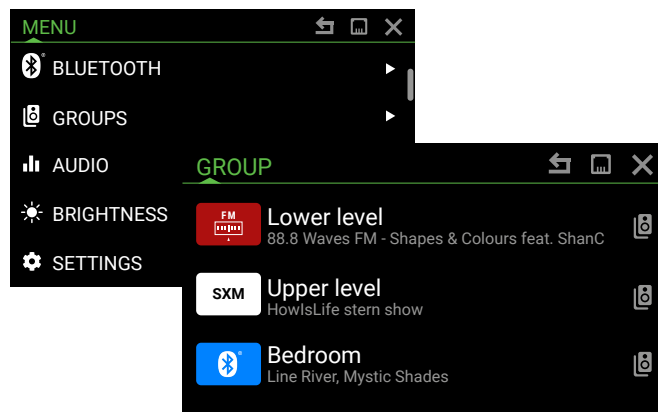 MENU
BLUETOOTH
GROUPS
AUDIO
BRIGHTNESS
SETTINGS
GROUP
FM
Lower level
88.8 Waves FM - Shapes & Colours feat. ShanC
SXM
Upper level
HowIsLife stern show
Bedroom
Line River, Mystic Shades